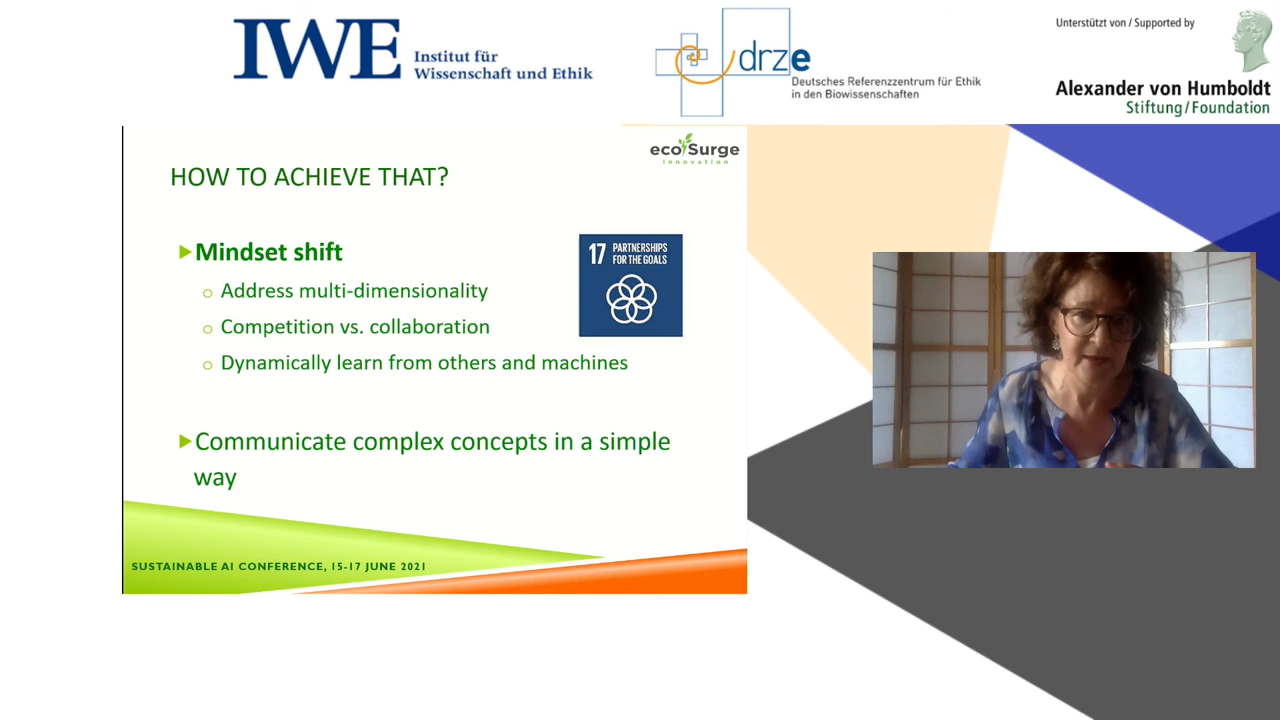 IWE
Institut für
Wissenschaft und Ethik
drze
Deutsches Referenzzentrum für Ethik
in den Biowissenschaften
Unterstützt von / Supported by
Alexander von Humboldt
Stiftung/Foundation
ecoSurge
innovation
HOW TO ACHIEVE THAT?
Mindset shift
Address multi-dimensionality
Competition vs. collaboration
Dynamically learn from others and machines
17 PARTNERSHIPS
FOR THE GOALS
Communicate complex concepts in a simple
way
SUSTAINABLE AI CONFERENCE, 15-17 JUNE 2021